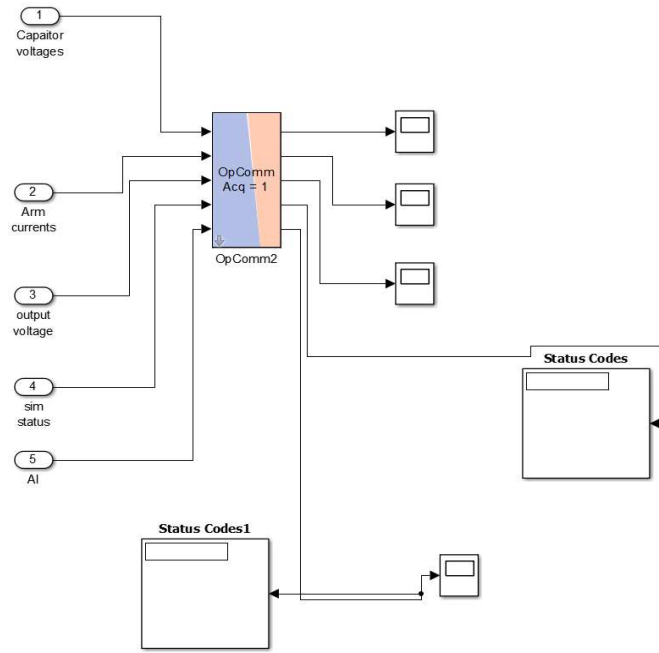 1
Capaitor
voltages
OpComm
Acq = 1
2
Arm
currents
OpComm2
3
output
voltage
Status Codes
4
sim
status
5
AI
Status Codes1